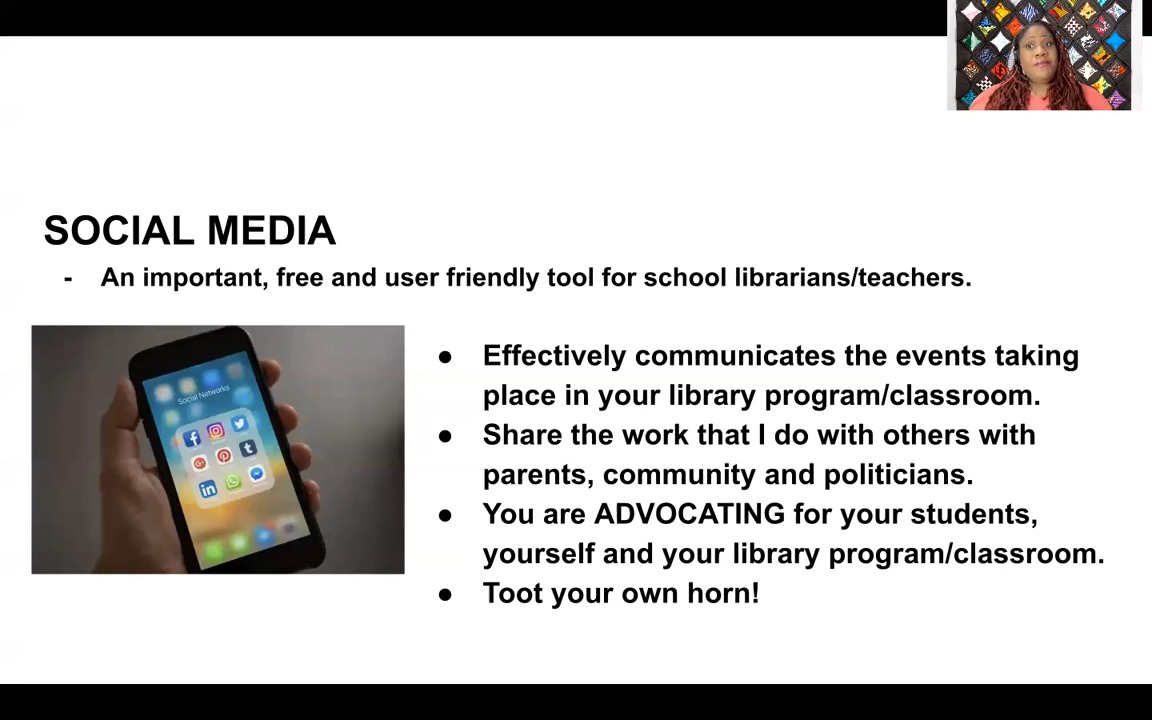 SOCIAL MEDIA
- An important, free and user friendly tool for school librarians/teachers.
Social Networks
● Effectively communicates the events taking
place in your library program/classroom.
● Share the work that I do with others with
parents, community and politicians.
● You are ADVOCATING for your students,
yourself and your library program/classroom.
● Toot your own horn!